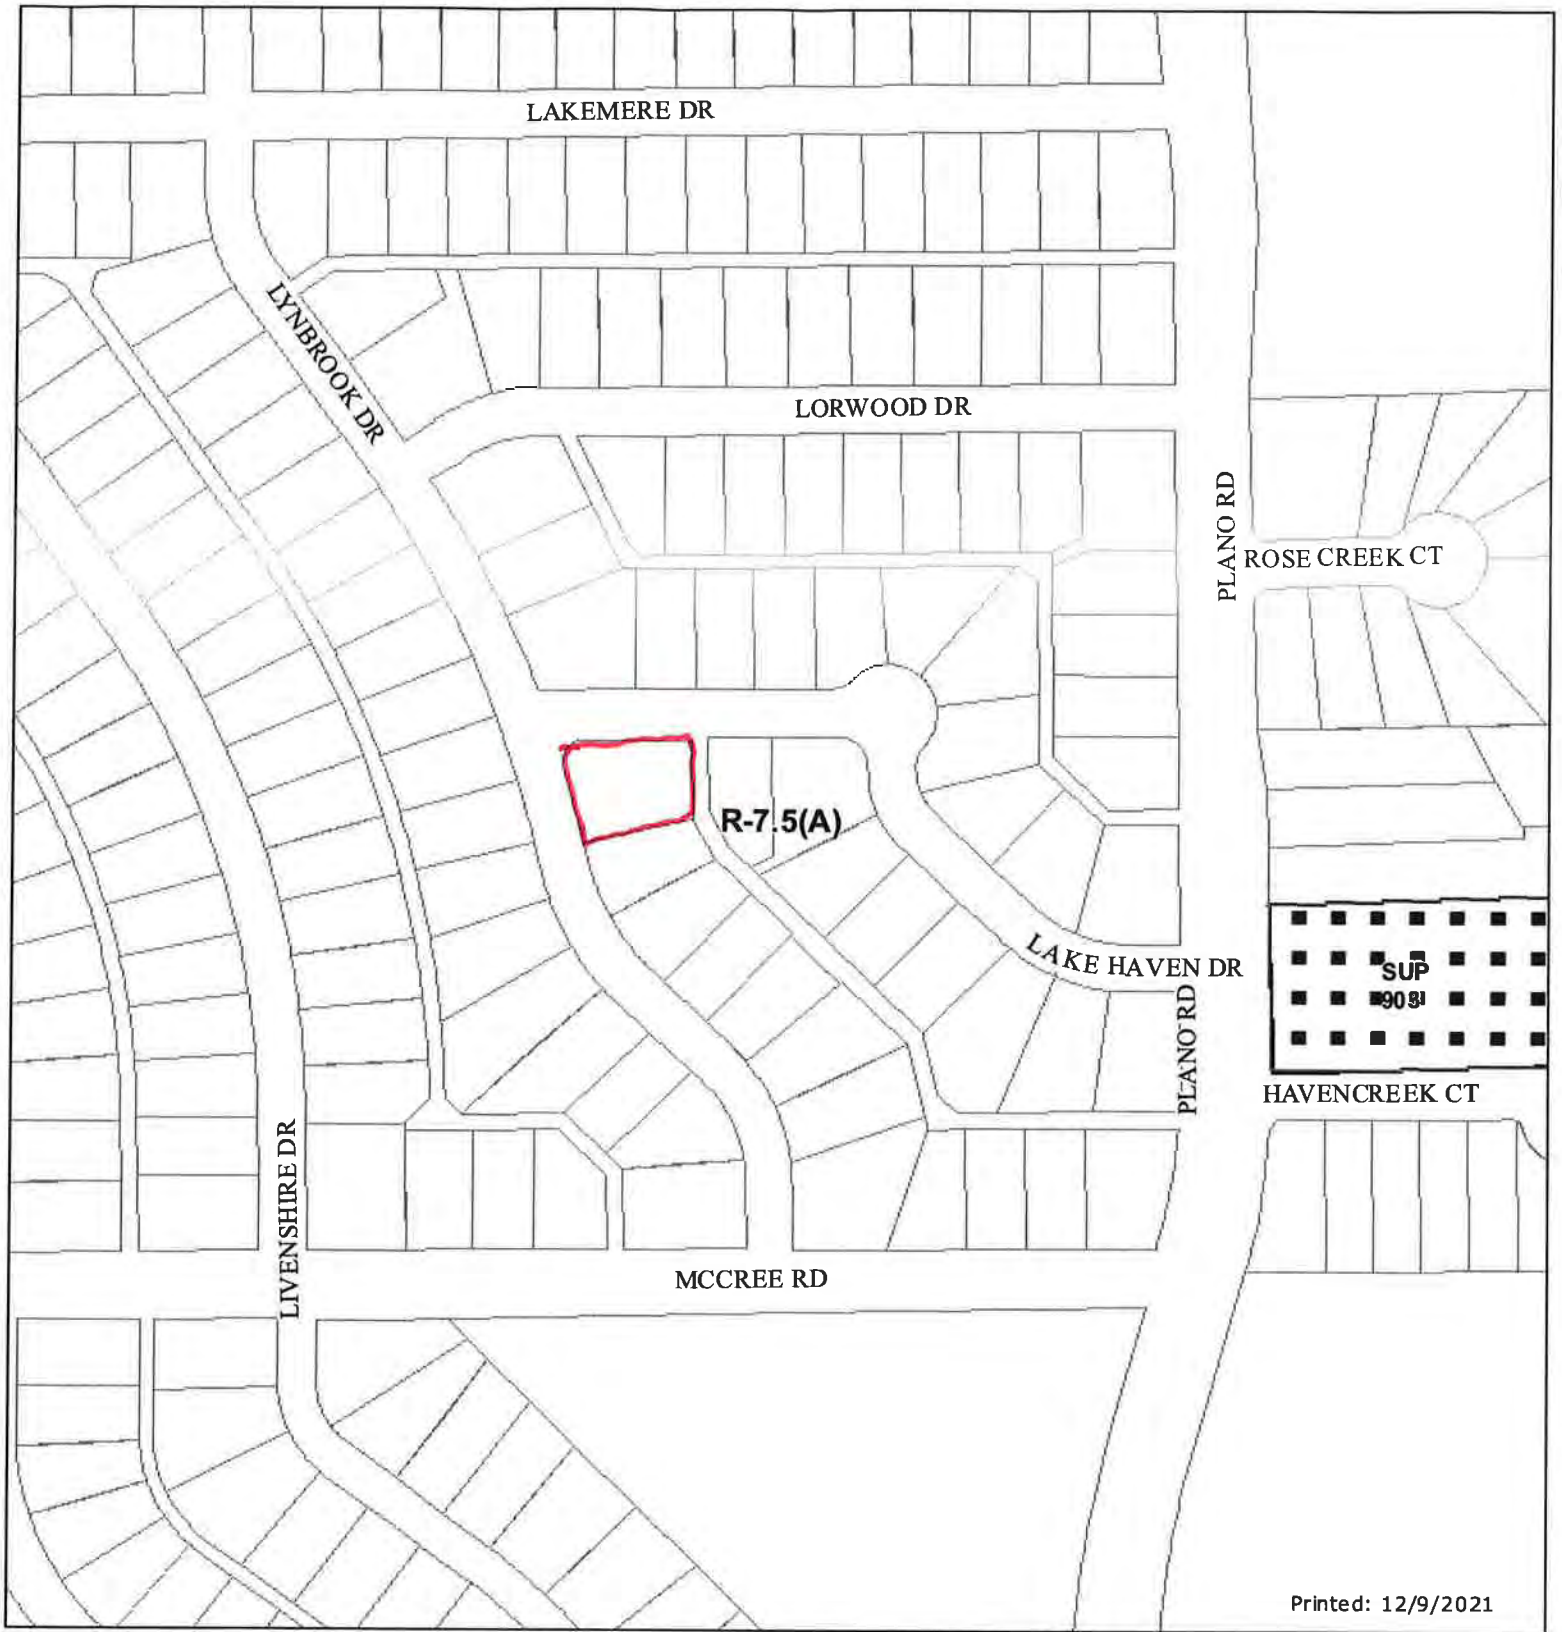 LAKEMERE DR
LYNBROOK DR
LORWOOD DR
PLANO RD
ROSE CREEK CT
R-7.5(A)
LAKE HAVEN DR
SUP
PLANO RD
HAVENCREEK CT
LIVENSHIRE DR
MCCREE RD
Printed: 12/9/2021